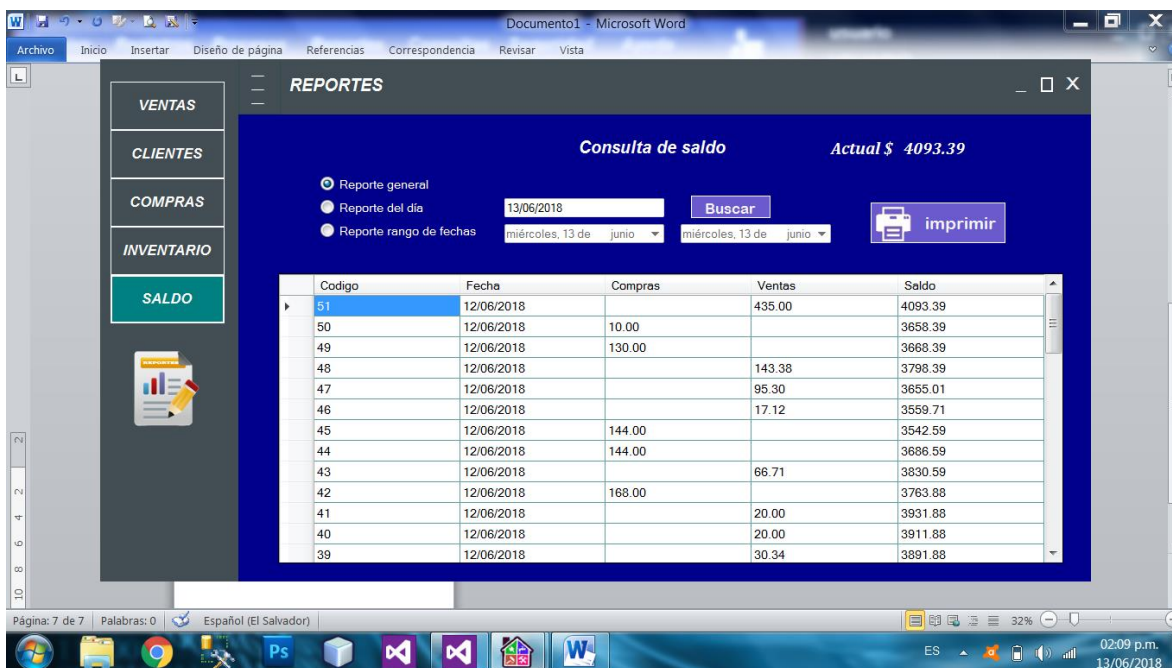 Documento1 - Microsoft Word
Archivo Inicio Insertar Diseño de página Referencias Correspondencia Revisar Vista
REPORTES
VENTAS
CLIENTES
COMPRAS
INVENTARIO
SALDO
REPORTES
Consulta de saldo Actual $ 4093.39
Reporte general
Reporte del día 13/06/2018 Buscar
Reporte rango de fechas miércoles, 13 de junio miércoles, 13 de junio
imprimir
Codigo Fecha Compras Ventas Saldo
51 12/06/2018 435.00 4093.39
50 12/06/2018 10.00 3658.39
49 12/06/2018 130.00 3668.39
48 12/06/2018 143.38 3798.39
47 12/06/2018 95.30 3655.01
46 12/06/2018 17.12 3559.71
45 12/06/2018 144.00 3542.59
44 12/06/2018 144.00 3686.59
43 12/06/2018 66.71 3830.59
42 12/06/2018 168.00 3763.88
41 12/06/2018 20.00 3931.88
40 12/06/2018 20.00 3911.88
39 12/06/2018 30.34 3891.88
2
2
4
6
8
10
Página: 7 de 7 Palabras: 0 Español (El Salvador) 32%
Ps W ES 02:09 p.m.
13/06/2018